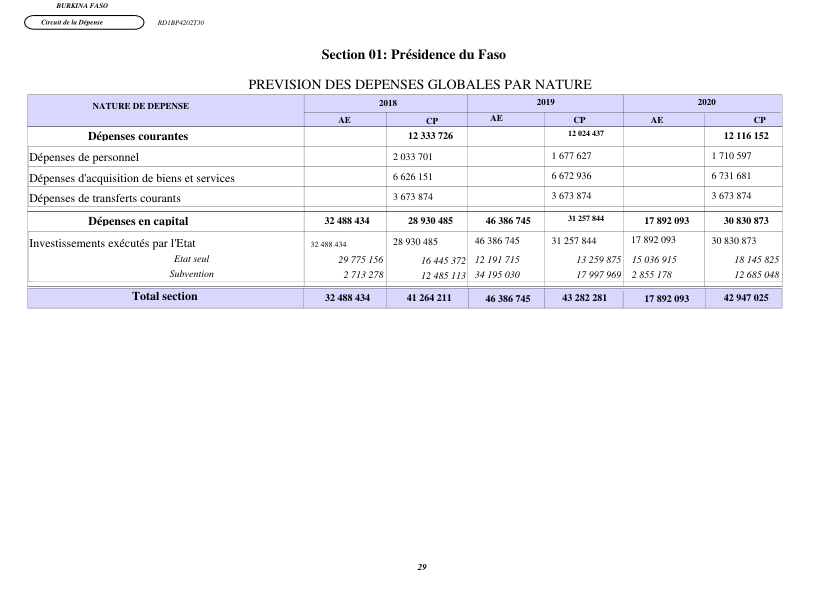 BURKINA FASO
Circuit de la Dépense RD1BP4202T30
Section 01: Présidence du Faso
PREVISION DES DEPENSES GLOBALES PAR NATURE
NATURE DE DEPENSE 2018 2019 2020
AE CP AE CP AE CP
Dépenses courantes 12 333 726 12 024 437 12 116 152
Dépenses de personnel 2 033 701 1 677 627 1 710 597
Dépenses d'acquisition de biens et services 6 626 151 6 672 936 6 731 681
Dépenses de transferts courants 3 673 874 3 673 874 3 673 874
Dépenses en capital 32 488 434 28 930 485 46 386 745 31 257 844 17 892 093 30 830 873
Investissements exécutés par l'Etat 32 488 434 28 930 485 46 386 745 31 257 844 17 892 093 30 830 873
Etat seul 29 775 156 16 445 372 12 191 715 13 259 875 15 036 915 18 145 825
Subvention 2 713 278 12 485 113 34 195 030 17 997 969 2 855 178 12 685 048
Total section 32 488 434 41 264 211 46 386 745 43 282 281 17 892 093 42 947 025
29